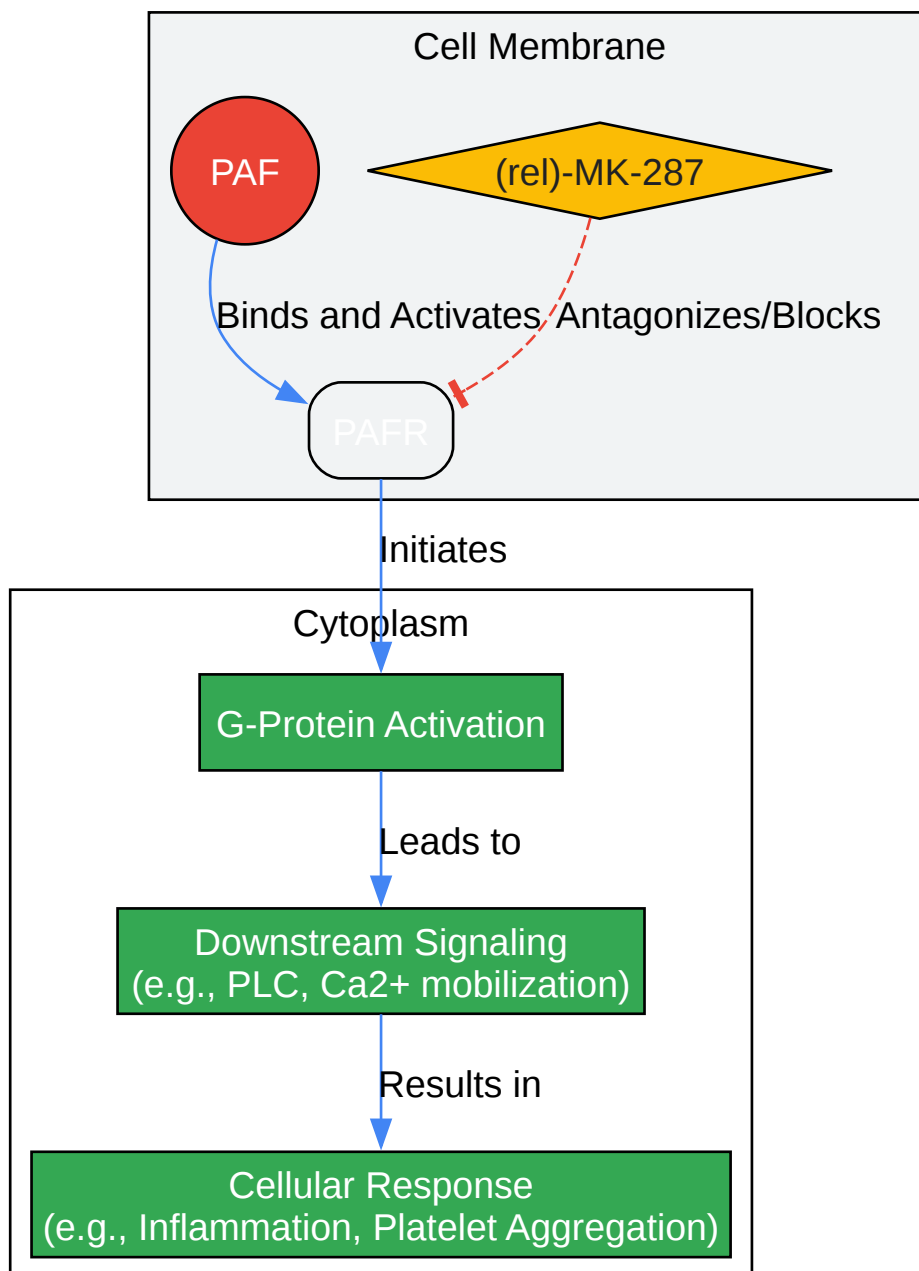 Cell Membrane
PAF
(rel)-MK-287
Binds and Activates
Antagonizes/Blocks
PAFR
Initiates
Cytoplasm
G-Protein Activation
Leads to
Downstream Signaling
(e.g., PLC, Ca2+ mobilization)
Results in
Cellular Response
(e.g., Inflammation, Platelet Aggregation)